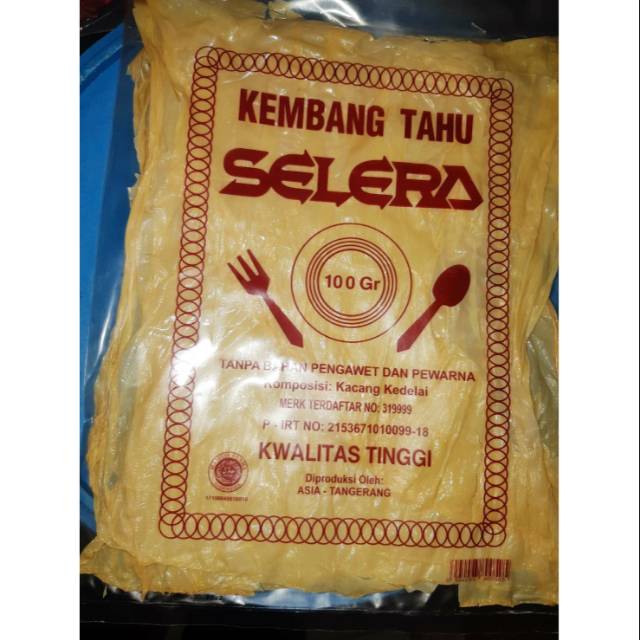 KEMBANG TAHU
SELERA
100 Gr
TANPA BAHAN PENGAWET DAN PEWARNA
Komposisi: Kacang Kedelai
MERK TERDAFTAR NO: 319999
P - IRT NO: 2153671010099-18
KWALITAS TINGGI
Diproduksi Oleh:
ASIA - TANGERANG